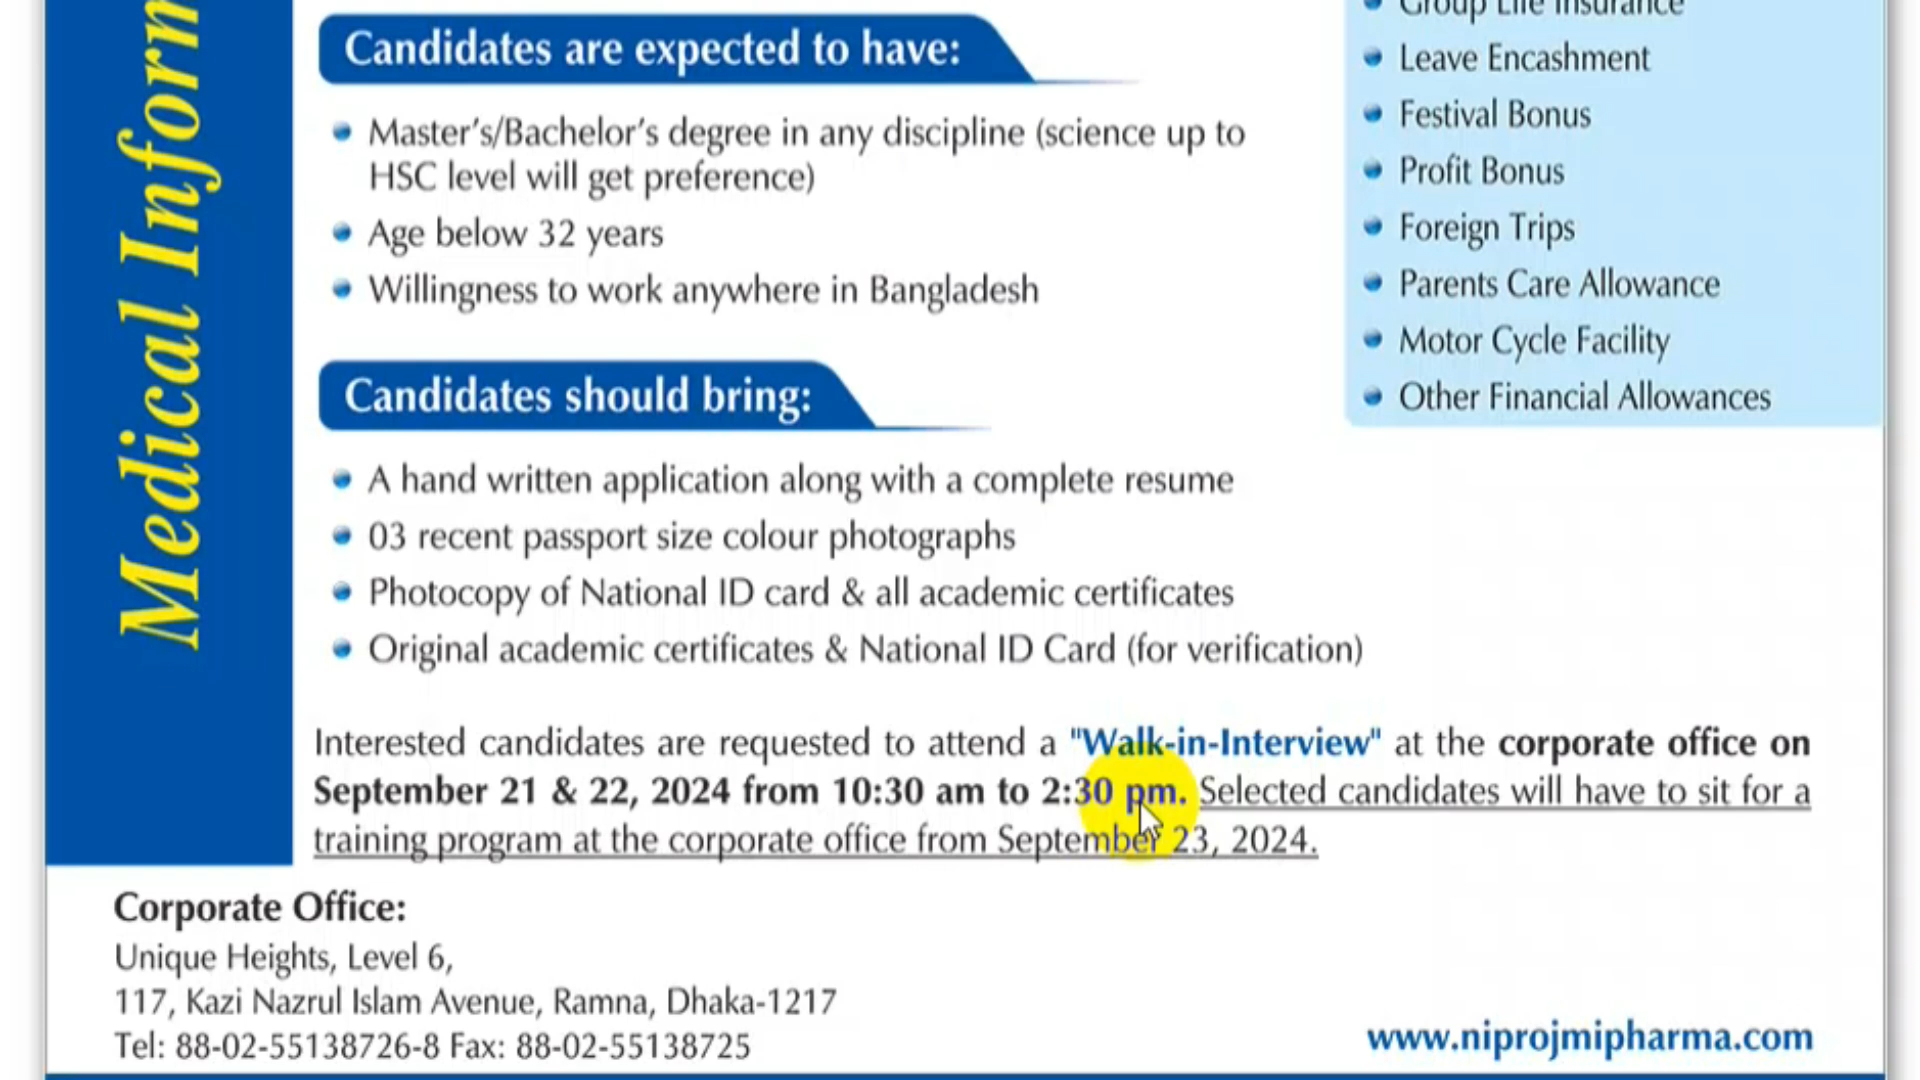 Medical Inform
Candidates are expected to have:
Master's/Bachelor's degree in any discipline (science up to
HSC level will get preference)
Age below 32 years
Willingness to work anywhere in Bangladesh
Candidates should bring:
A hand written application along with a complete resume
03 recent passport size colour photographs
Photocopy of National ID card & all academic certificates
Original academic certificates & National ID Card (for verification)
Group Life Insurance
Leave Encashment
Festival Bonus
Profit Bonus
Foreign Trips
Parents Care Allowance
Motor Cycle Facility
Other Financial Allowances
Interested candidates are requested to attend a "Walk-in-Interview" at the corporate office on
September 21 & 22, 2024 from 10:30 am to 2:30 pm. Selected candidates will have to sit for a
training program at the corporate office from September 23, 2024.
Corporate Office:
Unique Heights, Level 6,
117, Kazi Nazrul Islam Avenue, Ramna, Dhaka-1217
Tel: 88-02-55138726-8 Fax: 88-02-55138725
www.niprojmipharma.com